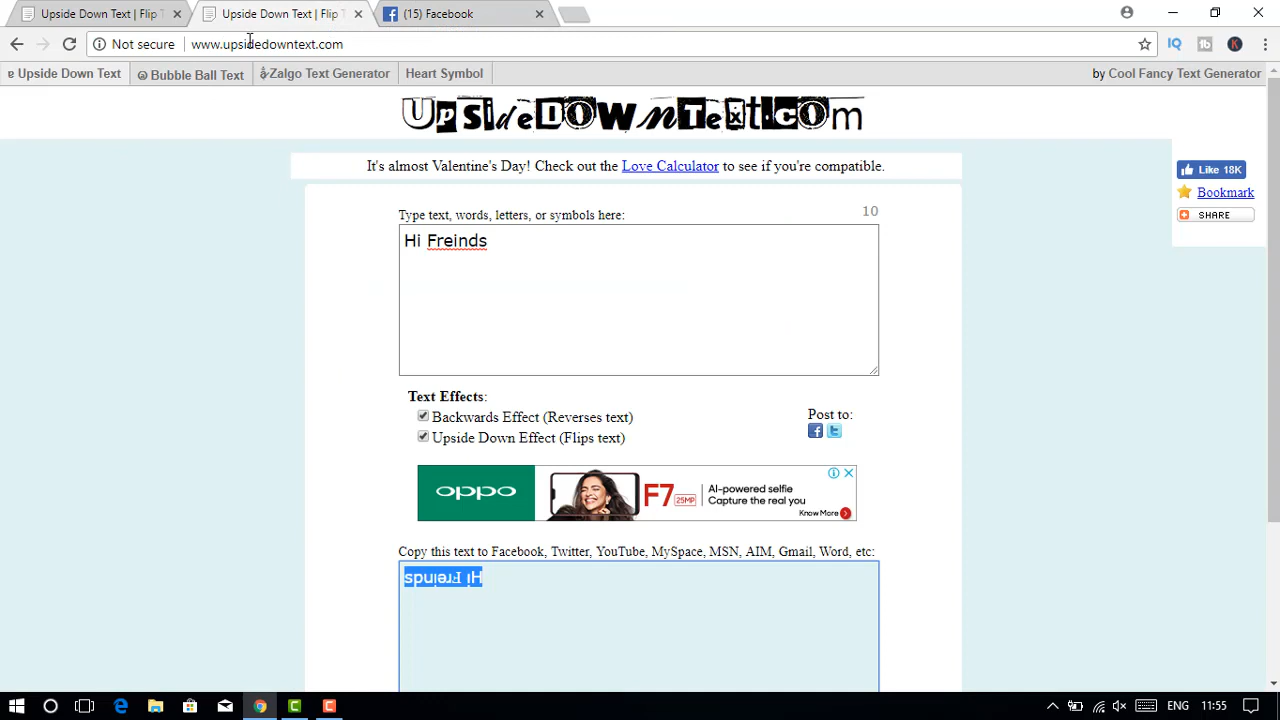 Upside Down Text | Flip T
Upside Down Text | Flip T
(15) Facebook
Not secure
www.upsidedowntext.com
ɐ Upside Down Text
Bubble Ball Text
Zalgo Text Generator
Heart Symbol
by Cool Fancy Text Generator
UpsideDownText.com
It's almost Valentine's Day! Check out the Love Calculator to see if you're compatible.
Like 18K
Bookmark
SHARE
Type text, words, letters, or symbols here:
10
Hi Freinds
Text Effects:
Backwards Effect (Reverses text)
Upside Down Effect (Flips text)
Post to:
oppo
F7 25MP
AI-powered selfie
Capture the real you
Know More
Copy this text to Facebook, Twitter, YouTube, MySpace, MSN, AIM, Gmail, Word, etc:
spuᴉǝɹℲ ᴉH
ENG
11:55